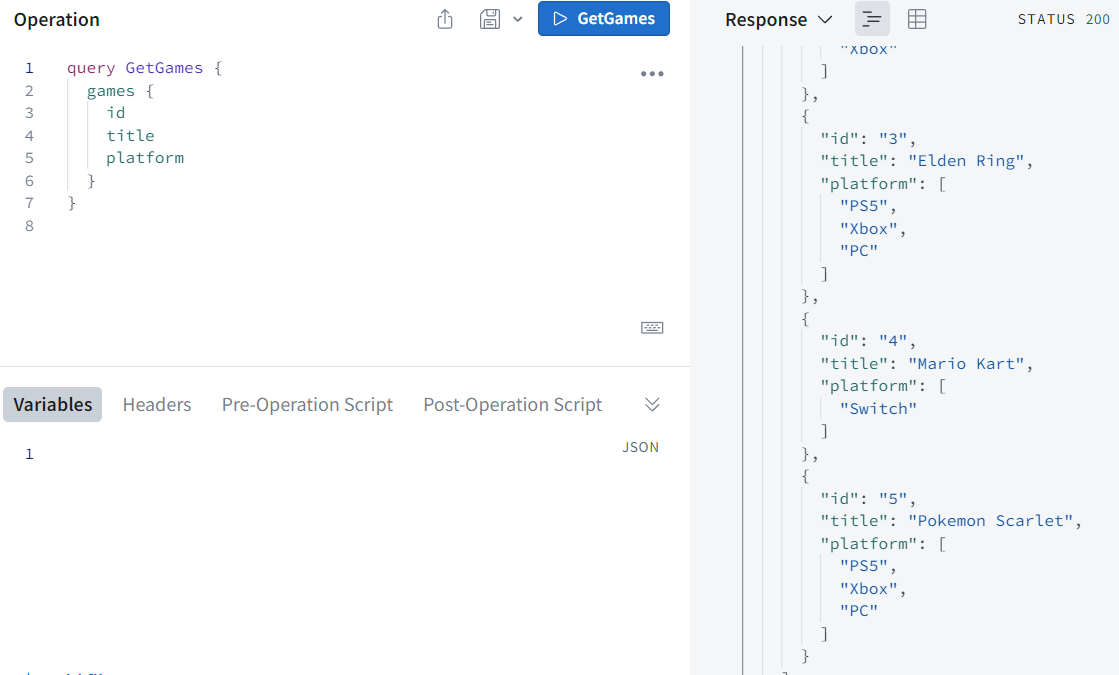 Operation
GetGames
1 query GetGames {
2 games {
3 id
4 title
5 platform
6 }
7 }
8
Variables Headers Pre-Operation Script Post-Operation Script
1
JSON
Response
STATUS 200
"Xbox"
]
},
{
"id": "3",
"title": "Elden Ring",
"platform": [
"PS5",
"Xbox",
"PC"
]
},
{
"id": "4",
"title": "Mario Kart",
"platform": [
"Switch"
]
},
{
"id": "5",
"title": "Pokemon Scarlet",
"platform": [
"PS5",
"Xbox",
"PC"
]
}